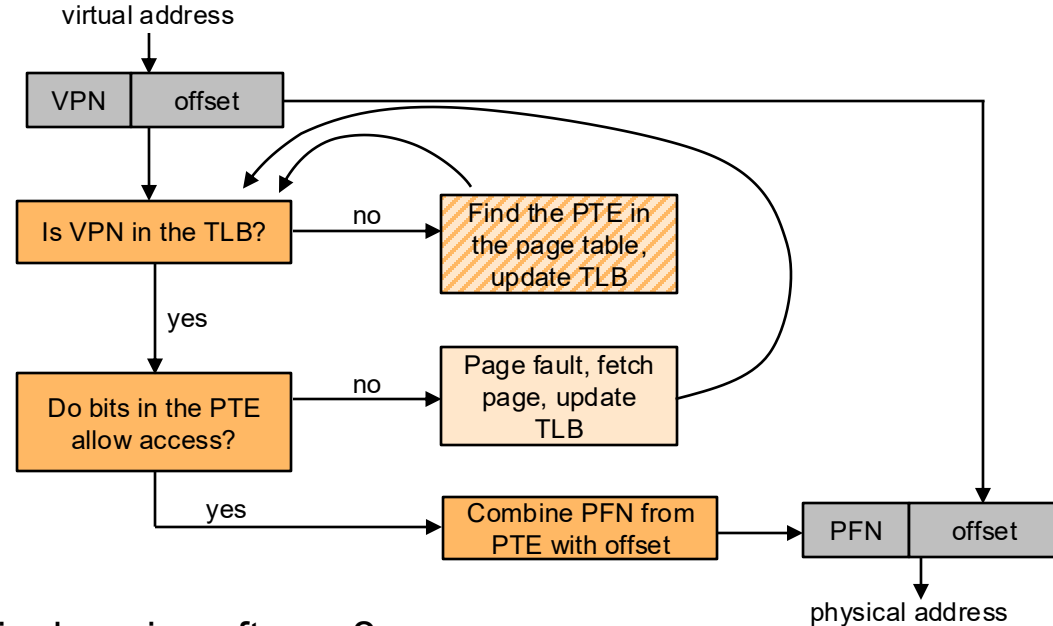 virtual address
VPN
offset
Is VPN in the TLB?
no
Find the PTE in
the page table,
update TLB
yes
Do bits in the PTE
allow access?
no
Page fault, fetch
page, update
TLB
yes
Combine PFN from
PTE with offset
PFN
offset
physical address